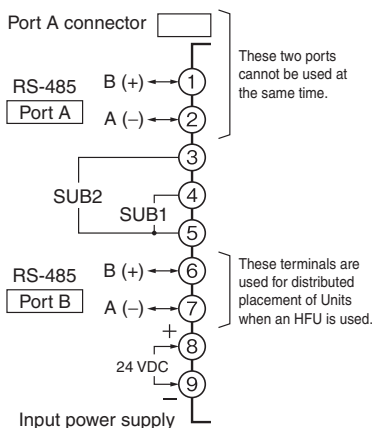 Port A connector
These two ports
cannot be used at
the same time.
RS-485
Port A
B (+)
1
A (−)
2
3
SUB2
4
SUB1
5
RS-485
Port B
B (+)
6
A (−)
7
These terminals are
used for distributed
placement of Units
when an HFU is used.
+
8
24 VDC
9
−
Input power supply